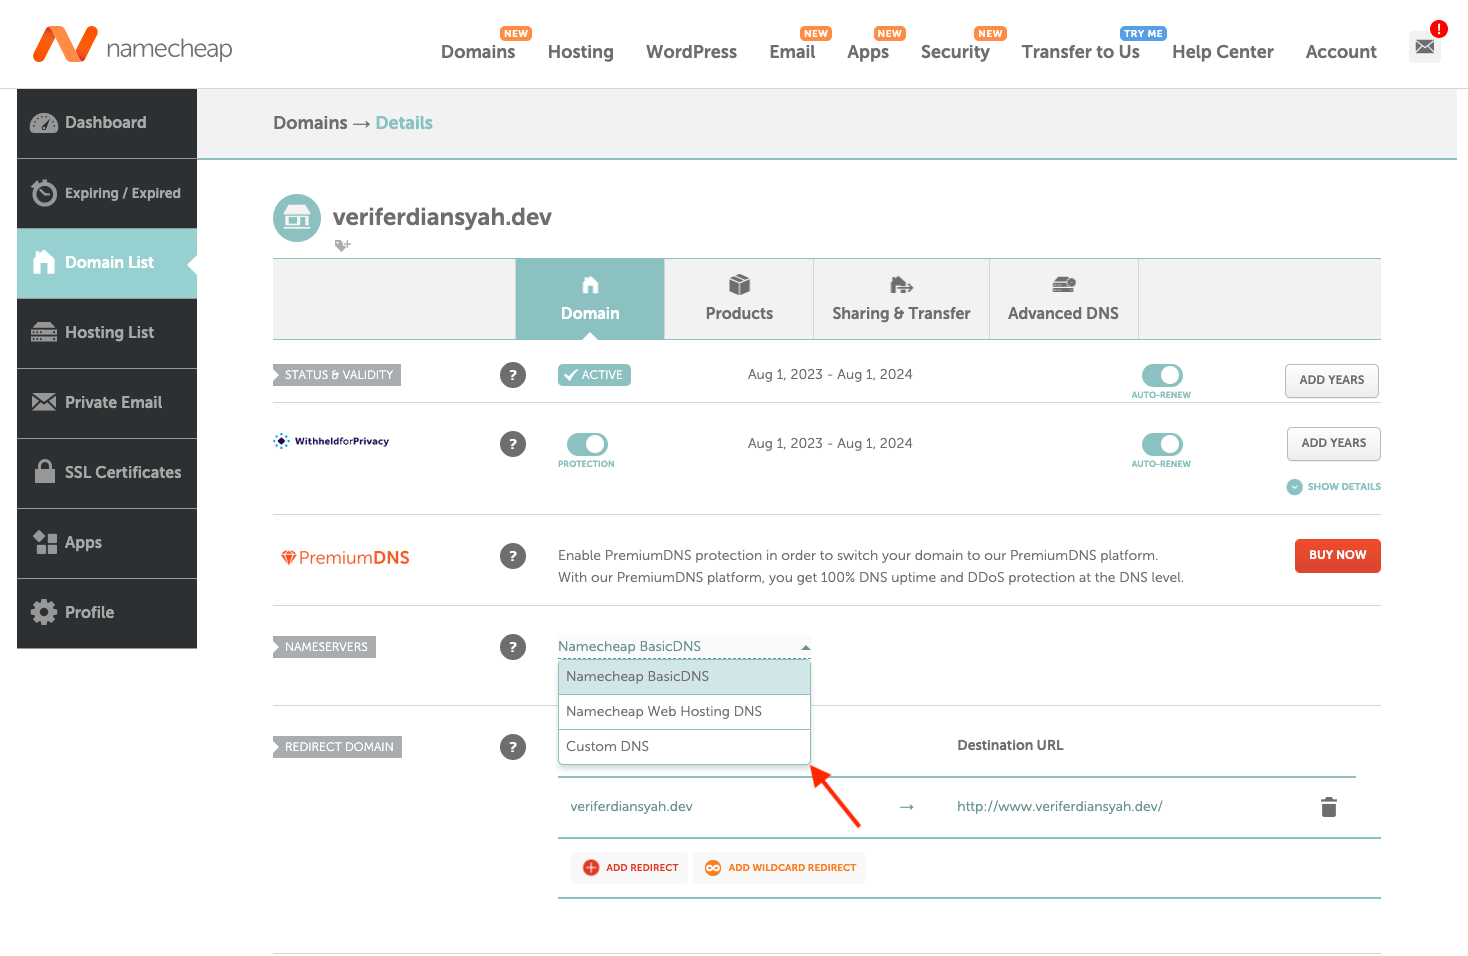 namecheap
NEW
NEW
NEW
NEW
TRY ME
!
Domains
Hosting
WordPress
Email
Apps
Security
Transfer to Us
Help Center
Account
Dashboard
Expiring / Expired
Domain List
Hosting List
Private Email
SSL Certificates
Apps
Profile
Domains → Details
veriferdiansyah.dev
Domain
Products
Sharing & Transfer
Advanced DNS
STATUS & VALIDITY
?
ACTIVE
Aug 1, 2023 - Aug 1, 2024
AUTO-RENEW
ADD YEARS
WithheldforPrivacy
?
PROTECTION
Aug 1, 2023 - Aug 1, 2024
AUTO-RENEW
ADD YEARS
SHOW DETAILS
PremiumDNS
?
Enable PremiumDNS protection in order to switch your domain to our PremiumDNS platform.
With our PremiumDNS platform, you get 100% DNS uptime and DDoS protection at the DNS level.
BUY NOW
NAMESERVERS
?
Namecheap BasicDNS
Namecheap BasicDNS
Namecheap Web Hosting DNS
Custom DNS
REDIRECT DOMAIN
?
Destination URL
veriferdiansyah.dev
→
http://www.veriferdiansyah.dev/
ADD REDIRECT
ADD WILDCARD REDIRECT